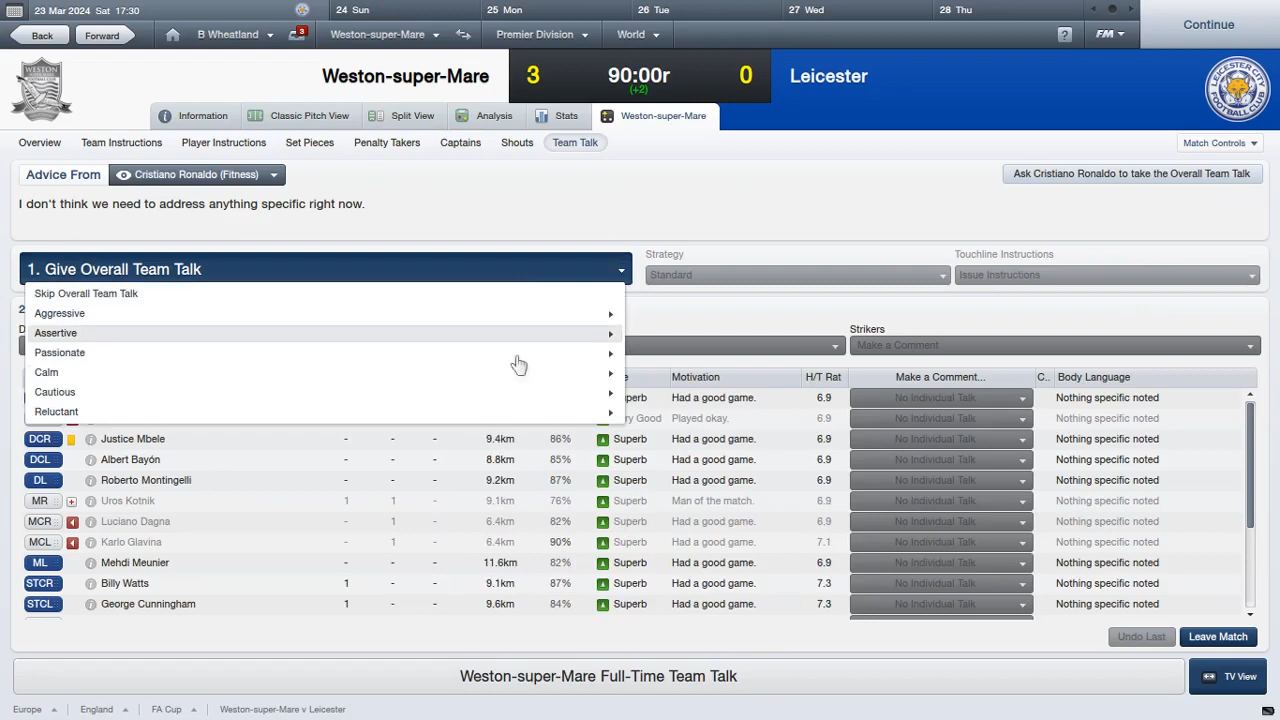 23 Mar 2024 Sat 17:30
24 Sun
25 Mon
26 Tue
27 Wed
28 Thu
Continue
Back
Forward
B Wheatland
3
Weston-super-Mare
Premier Division
World
?
FM
Weston-super-Mare
3
90:00r
(+2)
0
Leicester
Information
Classic Pitch View
Split View
Analysis
Stats
Weston-super-Mare
Overview
Team Instructions
Player Instructions
Set Pieces
Penalty Takers
Captains
Shouts
Team Talk
Match Controls
Advice From
Cristiano Ronaldo (Fitness)
Ask Cristiano Ronaldo to take the Overall Team Talk
I don't think we need to address anything specific right now.
1. Give Overall Team Talk
Strategy
Standard
Touchline Instructions
Issue Instructions
Skip Overall Team Talk
Aggressive
Assertive
Passionate
Calm
Cautious
Reluctant
Strikers
Make a Comment
Motivation
H/T Rat
Make a Comment...
C..
Body Language
Superb Had a good game. 6.9 No Individual Talk Nothing specific noted
Good Played okay. 6.9 No Individual Talk Nothing specific noted
DCR Justice Mbele - - - 9.4km 86% Superb Had a good game. 6.9 No Individual Talk Nothing specific noted
DCL Albert Bayón - - - 8.8km 85% Superb Had a good game. 6.9 No Individual Talk Nothing specific noted
DL Roberto Montingelli - - - 9.2km 87% Superb Had a good game. 6.9 No Individual Talk Nothing specific noted
MR Uros Kotnik 1 1 - 9.1km 76% Superb Man of the match. 6.9 No Individual Talk Nothing specific noted
MCR Luciano Dagna - 1 - 6.4km 82% Superb Had a good game. 6.9 No Individual Talk Nothing specific noted
MCL Karlo Glavina - 1 - 6.4km 90% Superb Had a good game. 7.1 No Individual Talk Nothing specific noted
ML Mehdi Meunier - - - 11.6km 82% Superb Had a good game. 6.9 No Individual Talk Nothing specific noted
STCR Billy Watts 1 - - 9.1km 87% Superb Had a good game. 7.3 No Individual Talk Nothing specific noted
STCL George Cunningham 1 - - 9.6km 84% Superb Had a good game. 7.3 No Individual Talk Nothing specific noted
Undo Last
Leave Match
Weston-super-Mare Full-Time Team Talk
TV View
Europe
England
FA Cup
Weston-super-Mare v Leicester